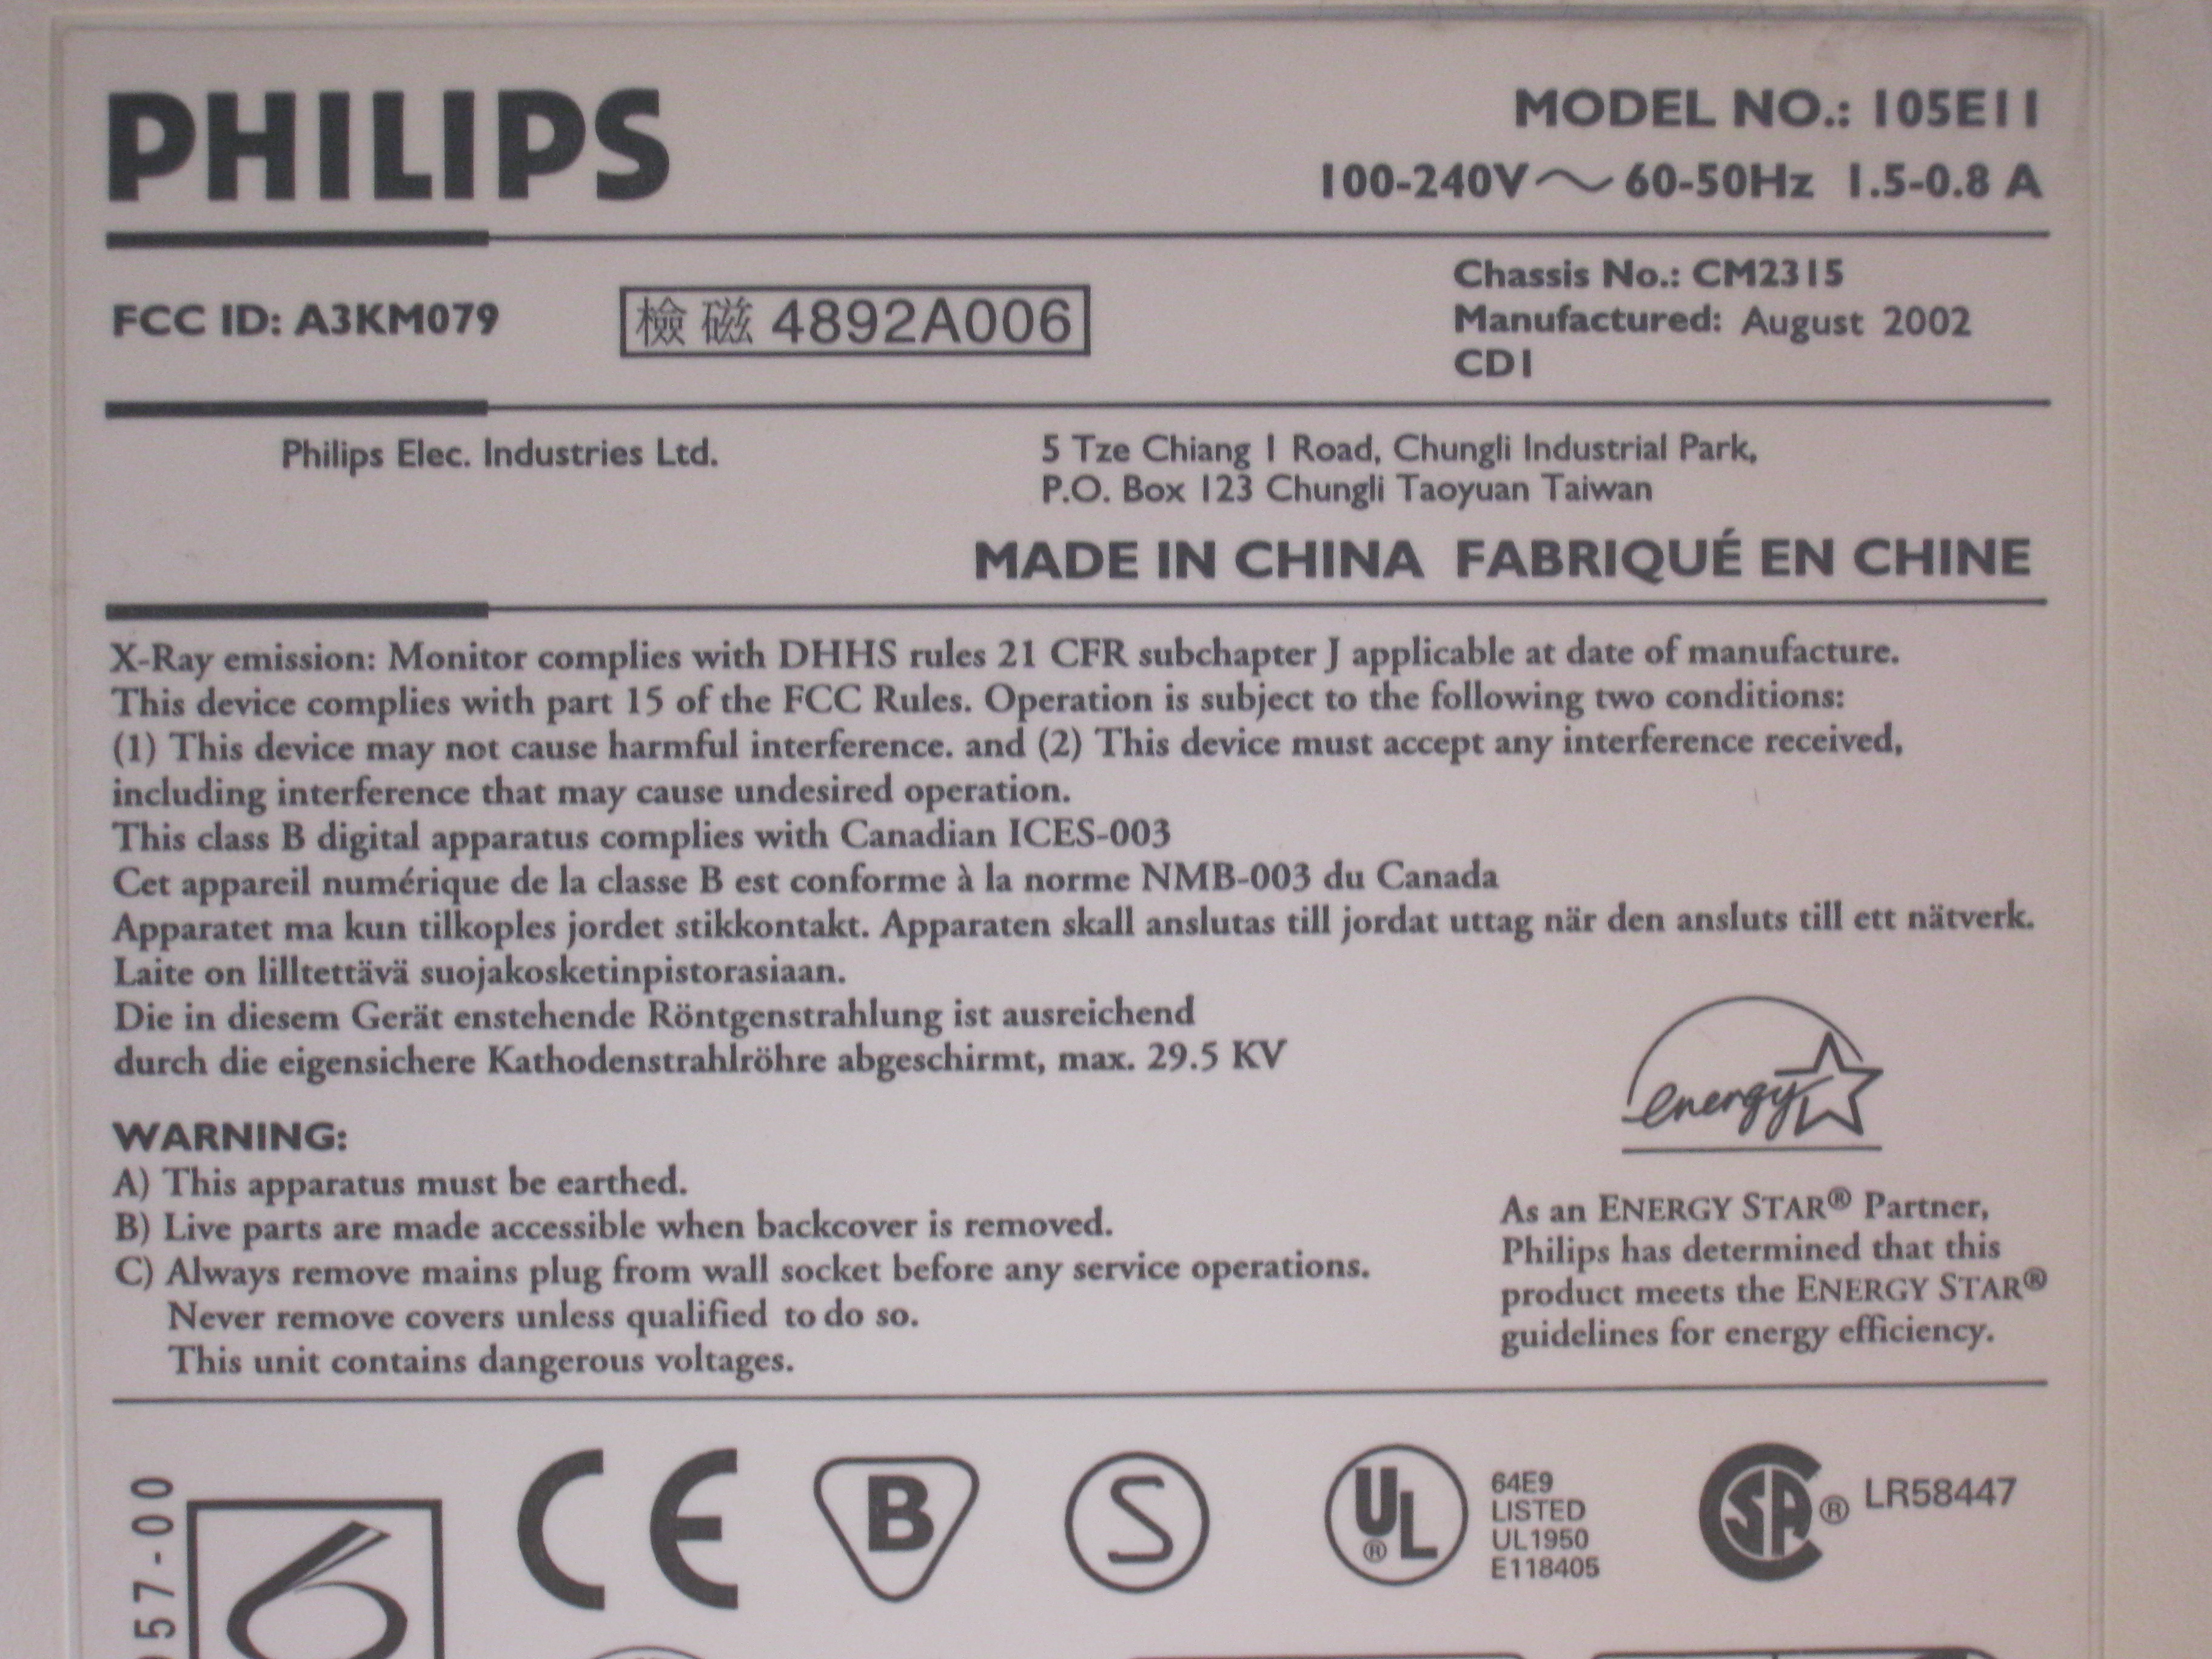 PHILIPS
MODEL NO.: 105E11
100-240V~60-50Hz 1.5-0.8 A
FCC ID: A3KM079
檢磁 4892A006
Chassis No.: CM2315
Manufactured: August 2002
CD1
Philips Elec. Industries Ltd.
5 Tze Chiang 1 Road, Chungli Industrial Park,
P.O. Box 123 Chungli Taoyuan Taiwan
MADE IN CHINA FABRIQUÉ EN CHINE
X-Ray emission: Monitor complies with DHHS rules 21 CFR subchapter J applicable at date of manufacture.
This device complies with part 15 of the FCC Rules. Operation is subject to the following two conditions:
(1) This device may not cause harmful interference. and (2) This device must accept any interference received,
including interference that may cause undesired operation.
This class B digital apparatus complies with Canadian ICES-003
Cet appareil numérique de la classe B est conforme à la norme NMB-003 du Canada
Apparatet ma kun tilkoples jordet stikkontakt. Apparaten skall anslutas till jordat uttag när den ansluts till ett nätverk.
Laite on lilltettävä suojakosketinpistorasiaan.
Die in diesem Gerät enstehende Röntgenstrahlung ist ausreichend
durch die eigensichere Kathodenstrahlröhre abgeschirmt, max. 29.5 KV
WARNING:
A) This apparatus must be earthed.
B) Live parts are made accessible when backcover is removed.
C) Always remove mains plug from wall socket before any service operations.
Never remove covers unless qualified to do so.
This unit contains dangerous voltages.
energy
As an ENERGY STAR® Partner,
Philips has determined that this
product meets the ENERGY STAR®
guidelines for energy efficiency.
57-00
6
CE
B
S
UL®
64E9
LISTED
UL1950
E118405
SA®
LR58447